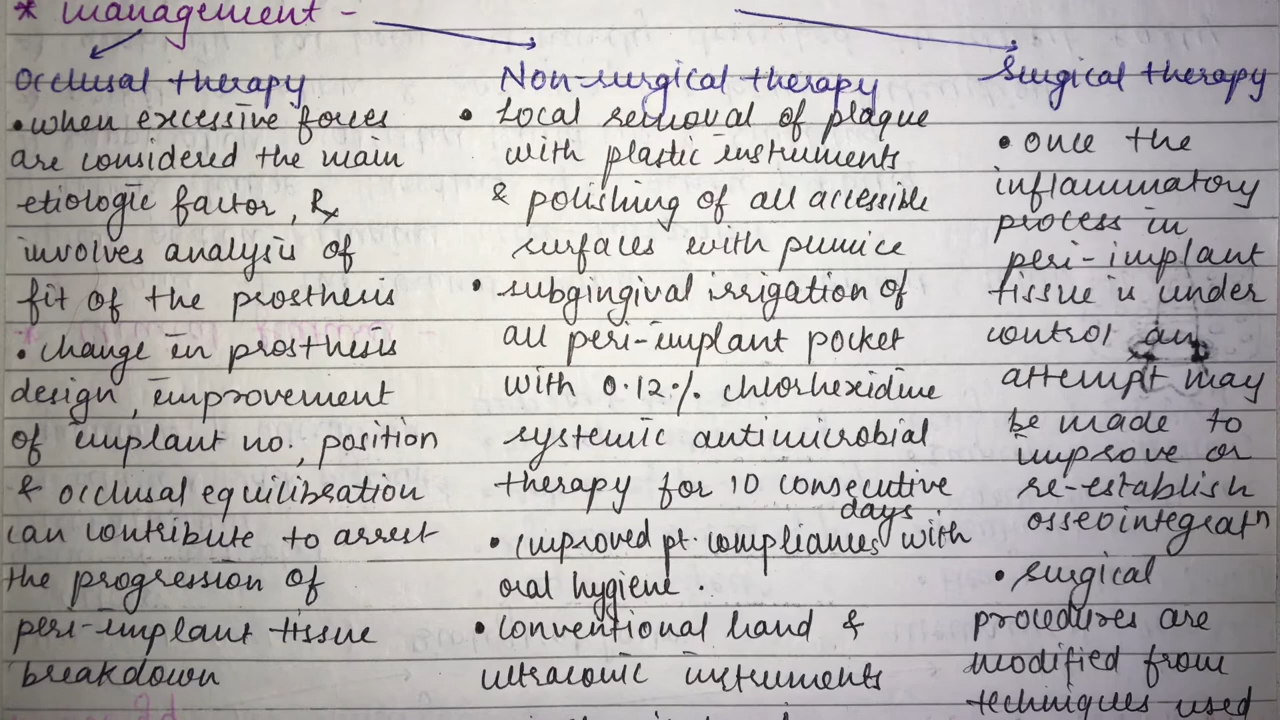 * Management -
Occlusal therapy
• when excessive forces
are considered the main
etiologic factor, Rx
involves analysis of
fit of the prosthesis
• change in prosthesis
design, improvement
of implant no., position
& occlusal equilibration
can contribute to arrest
the progression of
peri-implant tissue
breakdown
Non-surgical therapy
• Local removal of plaque
with plastic instruments
& polishing of all accessible
surfaces with pumice
• subgingival irrigation of
all peri-implant pocket
with 0.12% chlorhexidine
systemic antimicrobial
therapy for 10 consecutive
days
• improved pt. compliances with
oral hygiene.
• conventional hand &
ultrasonic instruments
Surgical therapy
• once the
inflammatory
process in
peri-implant
tissue is under
control an
attempt may
be made to
improve or
re-establish
osseointegratn
• surgical
procedures are
modified from
techniques used